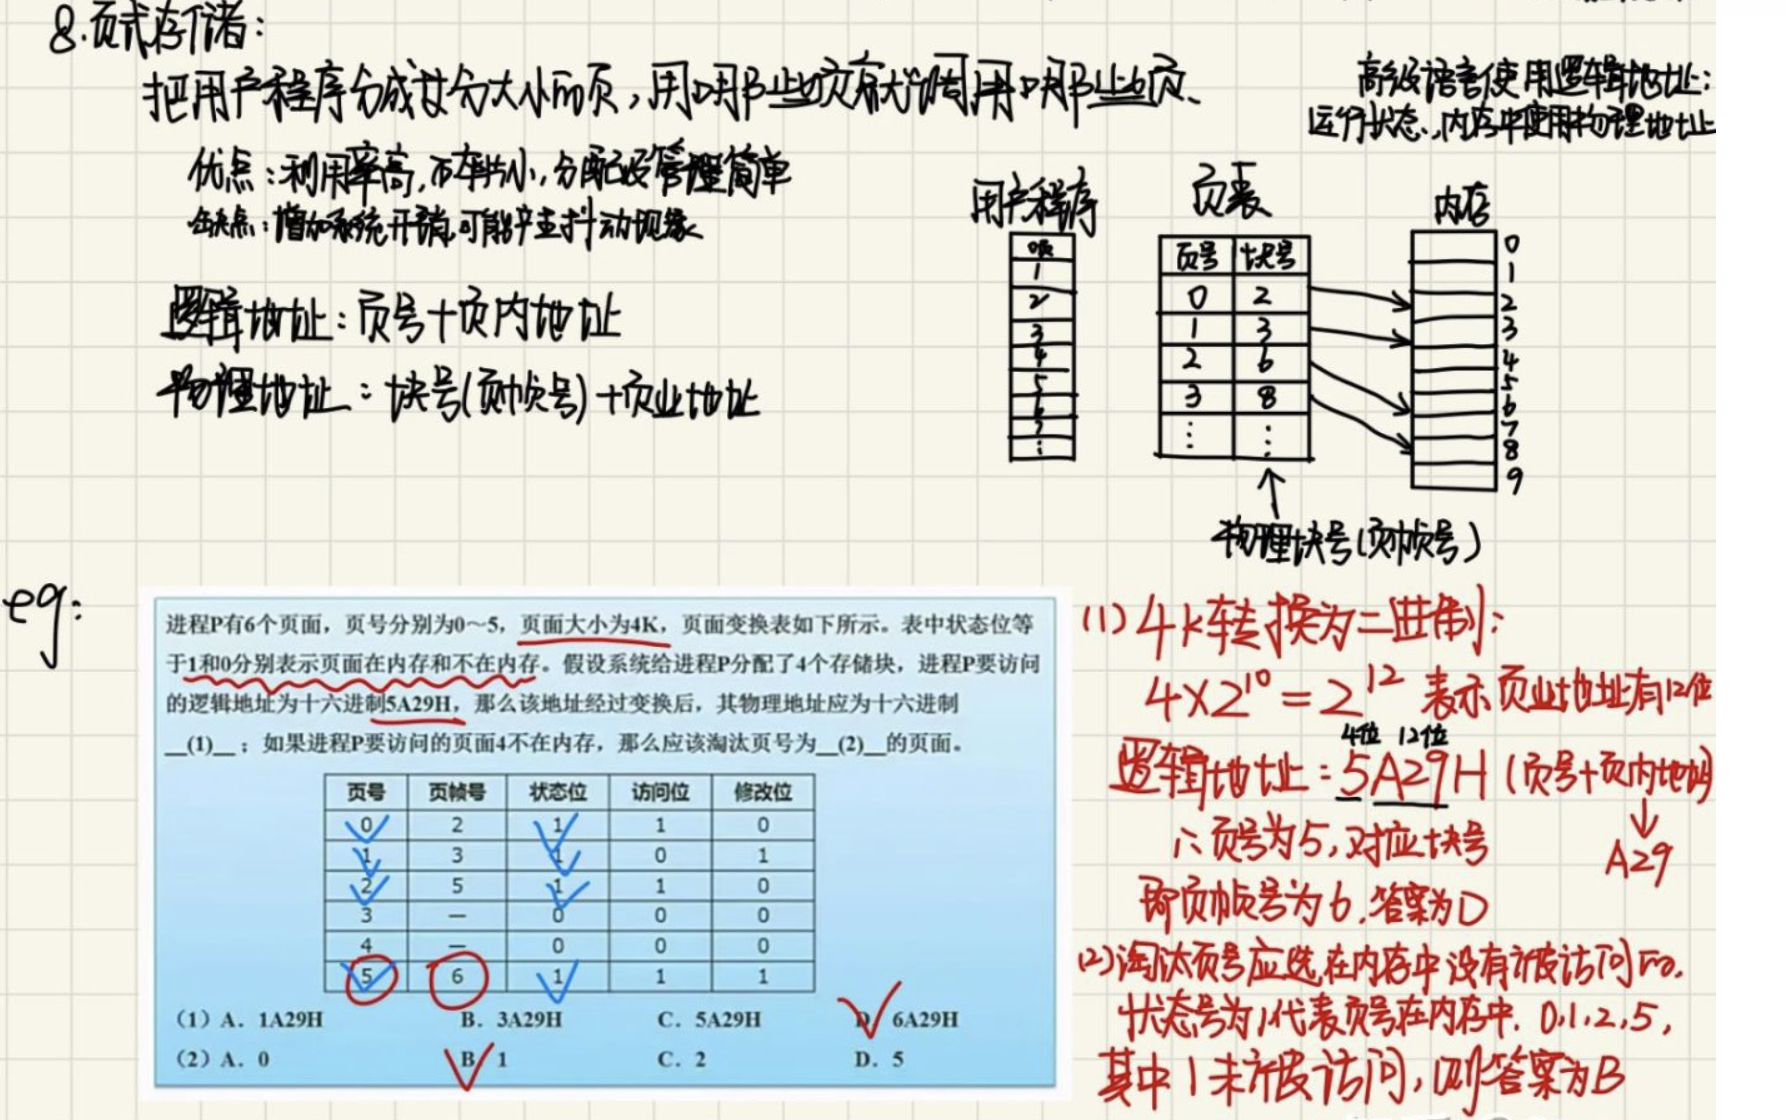 8.页式存储:
把用户程序分成等分大小的页,用哪些页就调用哪些页、
高级语言使用逻辑地址:
运行状态,内存中使用物理地址
优点:利用率高,碎片小,分配及管理简单
缺点:增加系统开销,可能产生抖动现象
逻辑地址:页号+页内地址
物理地址:块号(页帧号)+页内地址
用户程序
1
2
3
4
5
6
7
⋮
页表
页号 块号
0 2
1 3
2 6
3 8
⋮ ⋮
物理块号(页帧号)
内存
0
1
2
3
4
5
6
7
8
9
eg:
进程P有6个页面,页号分别为0~5,页面大小为4K,页面变换表如下所示。表中状态位等
于1和0分别表示页面在内存和不在内存。假设系统给进程P分配了4个存储块,进程P要访问
的逻辑地址为十六进制5A29H,那么该地址经过变换后,其物理地址应为十六进制
__(1)__;如果进程P要访问的页面4不在内存,那么应该淘汰页号为__(2)__的页面。
页号 页帧号 状态位 访问位 修改位
0 2 1 1 0
1 3 1 0 1
2 5 1 1 0
3 — 0 0 0
4 — 0 0 0
5 6 1 1 1
(1)A. 1A29H B. 3A29H C. 5A29H D. 6A29H
(2)A. 0 B. 1 C. 2 D. 5
(1)4k转换为二进制:
4×2¹⁰=2¹² 表示页内地址有12位
4位 12位
逻辑地址:5A29H(页号+页内地址)
↓
A29
∴页号为5,对应块号
即页帧号为6.答案为D
(2)淘汰页号应选在内存中没有被访问的.
状态号为1代表页号在内存中. 0,1,2,5,
其中1未被访问,则答案为B